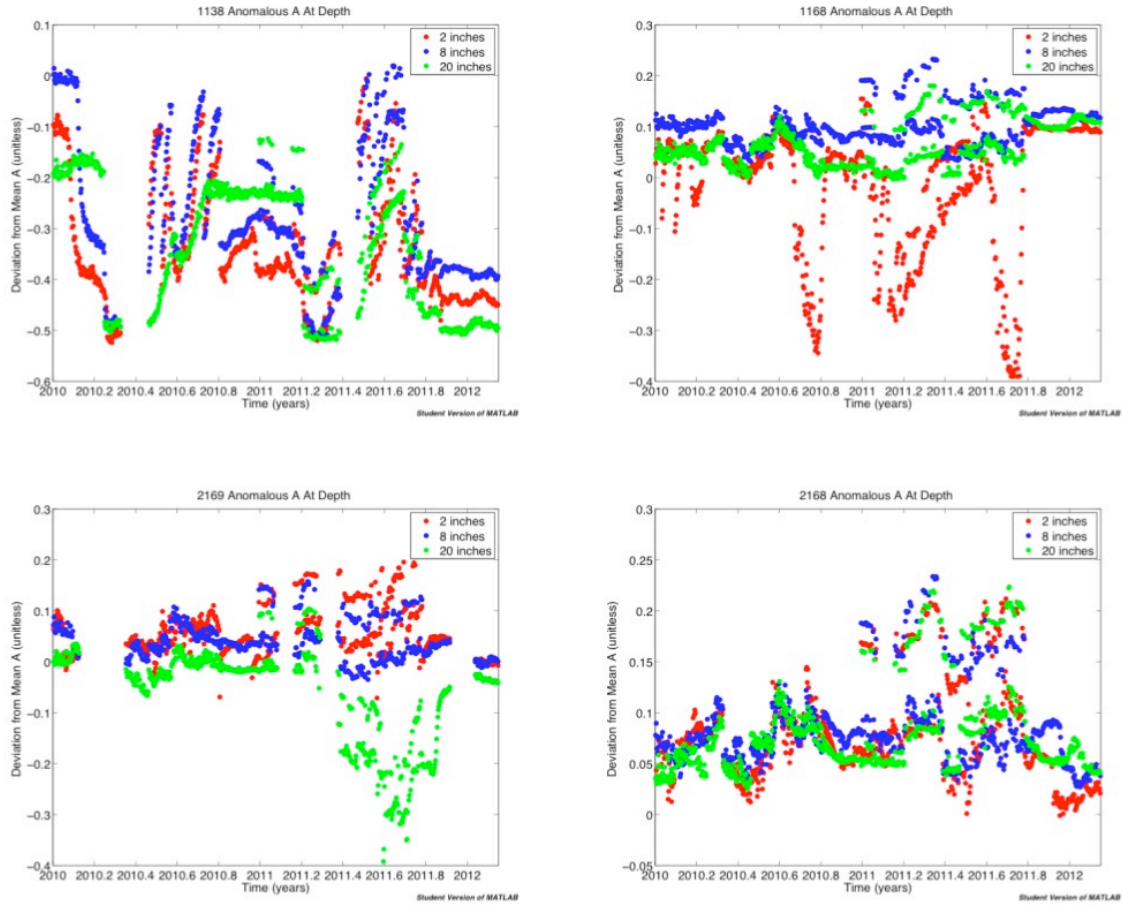 1138 Anomalous A At Depth
0.1
0
−0.1
−0.2
−0.3
−0.4
−0.5
−0.6
Deviation from Mean A (unitless)
2 inches
8 inches
20 inches
2010 2010.2 2010.4 2010.6 2010.8 2011 2011.2 2011.4 2011.6 2011.8 2012
Time (years)
Student Version of MATLAB
1168 Anomalous A At Depth
0.3
0.2
0.1
0
−0.1
−0.2
−0.3
−0.4
Deviation from Mean A (unitless)
2 inches
8 inches
20 inches
2010 2010.2 2010.4 2010.6 2010.8 2011 2011.2 2011.4 2011.6 2011.8 2012
Time (years)
Student Version of MATLAB
2169 Anomalous A At Depth
0.3
0.2
0.1
0
−0.1
−0.2
−0.3
−0.4
Deviation from Mean A (unitless)
2 inches
8 inches
20 inches
2010 2010.2 2010.4 2010.6 2010.8 2011 2011.2 2011.4 2011.6 2011.8 2012
Time (years)
Student Version of MATLAB
2168 Anomalous A At Depth
0.3
0.25
0.2
0.15
0.1
0.05
0
−0.05
Deviation from Mean A (unitless)
2 inches
8 inches
20 inches
2010 2010.2 2010.4 2010.6 2010.8 2011 2011.2 2011.4 2011.6 2011.8 2012
Time (years)
Student Version of MATLAB